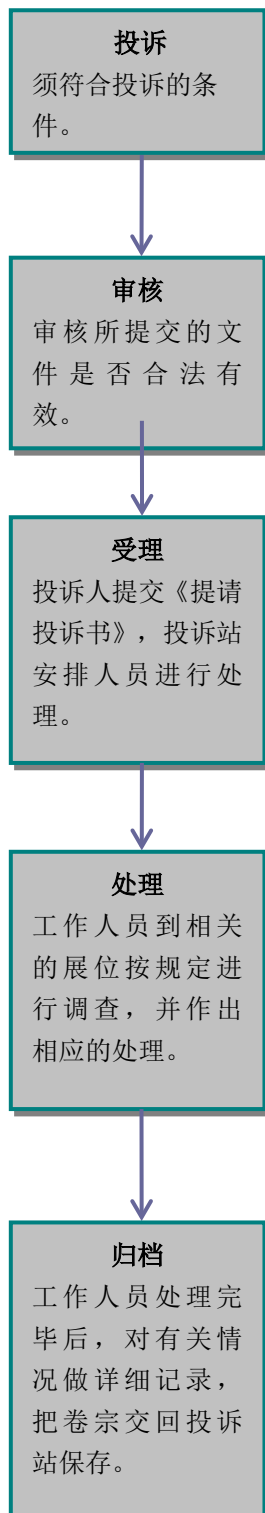 投诉
须符合投诉的条
件。
审核
审核所提交的文
件是否合法有
效。
受理
投诉人提交《提请
投诉书》，投诉站
安排人员进行处
理。
处理
工作人员到相关
的展位按规定进
行调查，并作出
相应的处理。
归档
工作人员处理完
毕后，对有关情
况做详细记录，
把卷宗交回投诉
站保存。